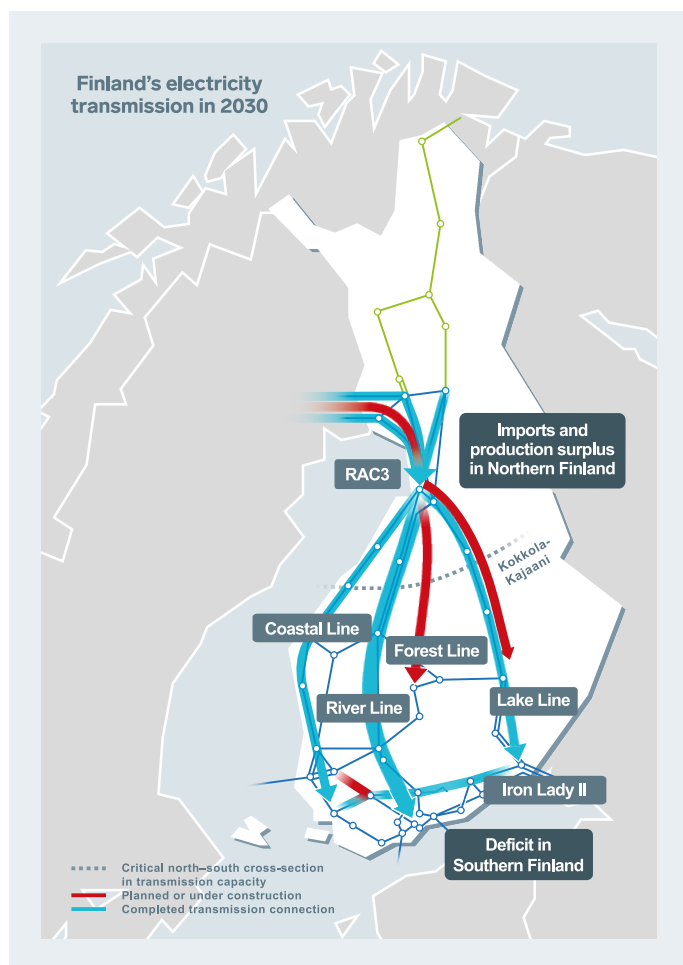 Finland's electricity
transmission in 2030
Imports and
production surplus
in Northern Finland
RAC3
Kokkola-
Kajaani
Coastal Line
Forest Line
River Line
Lake Line
Iron Lady II
Deficit in
Southern Finland
Critical north–south cross-section
in transmission capacity
Planned or under construction
Completed transmission connection